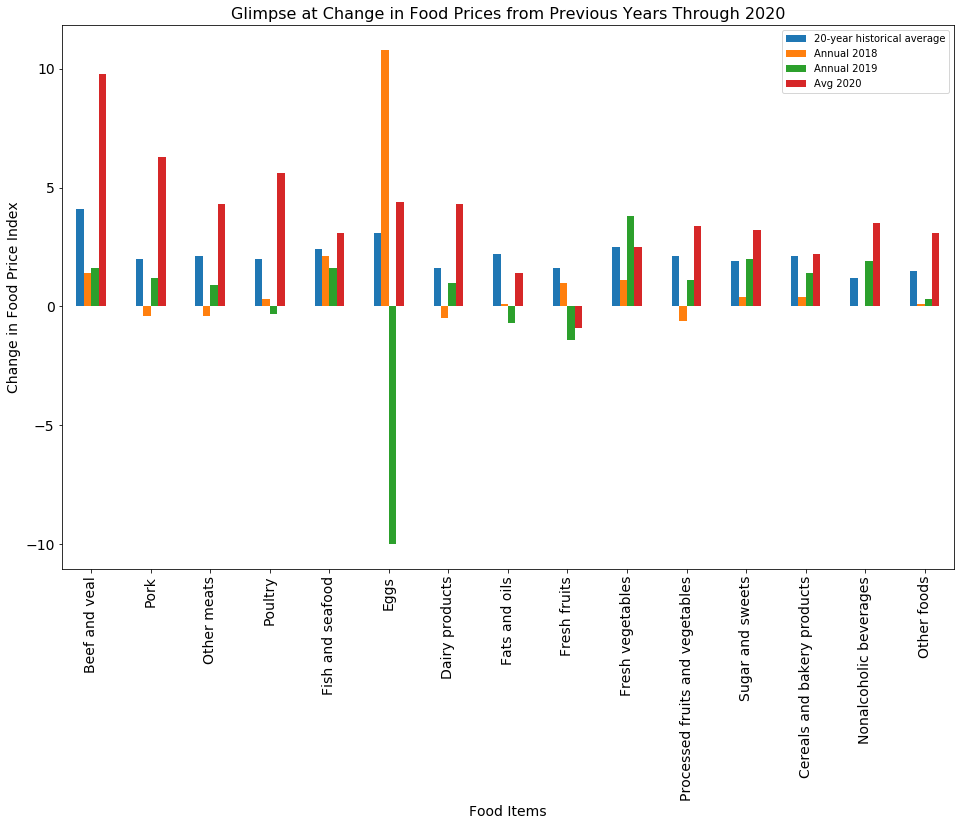 Glimpse at Change in Food Prices from Previous Years Through 2020
20-year historical average
Annual 2018
Annual 2019
Avg 2020
Change in Food Price Index
10
5
0
−5
−10
Beef and veal
Pork
Other meats
Poultry
Fish and seafood
Eggs
Dairy products
Fats and oils
Fresh fruits
Fresh vegetables
Processed fruits and vegetables
Sugar and sweets
Cereals and bakery products
Nonalcoholic beverages
Other foods
Food Items